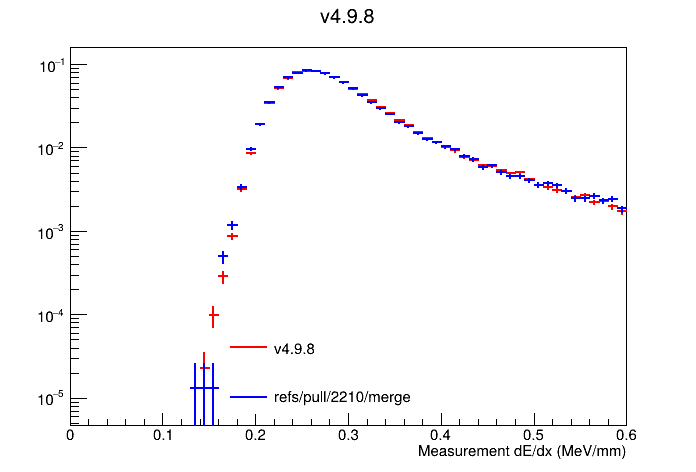 v4.9.8
10⁻¹
10⁻²
10⁻³
10⁻⁴
10⁻⁵
v4.9.8
refs/pull/2210/merge
0 0.1 0.2 0.3 0.4 0.5 0.6
Measurement dE/dx (MeV/mm)